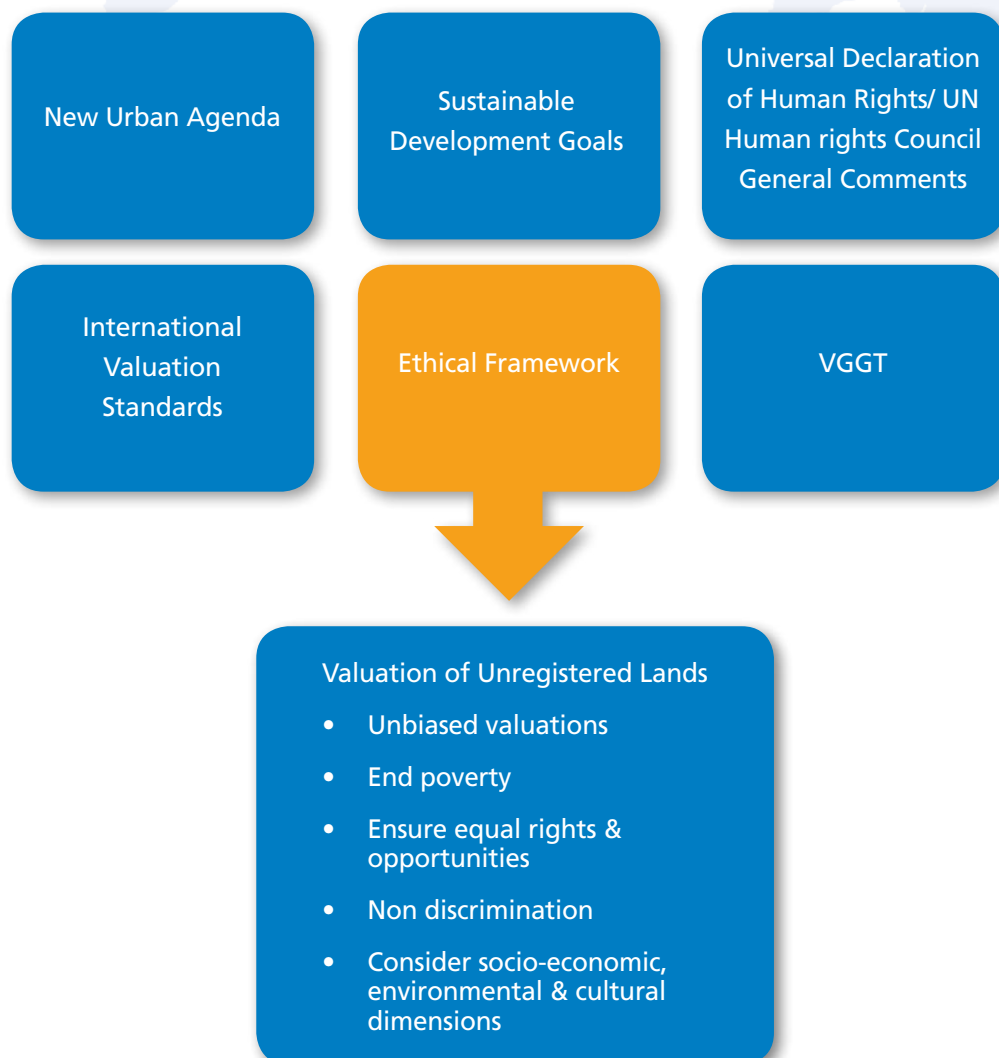 New Urban Agenda
Sustainable
Development Goals
Universal Declaration
of Human Rights/ UN
Human rights Council
General Comments
International
Valuation
Standards
Ethical Framework
VGGT
Valuation of Unregistered Lands
• Unbiased valuations
• End poverty
• Ensure equal rights &
opportunities
• Non discrimination
• Consider socio-economic,
environmental & cultural
dimensions